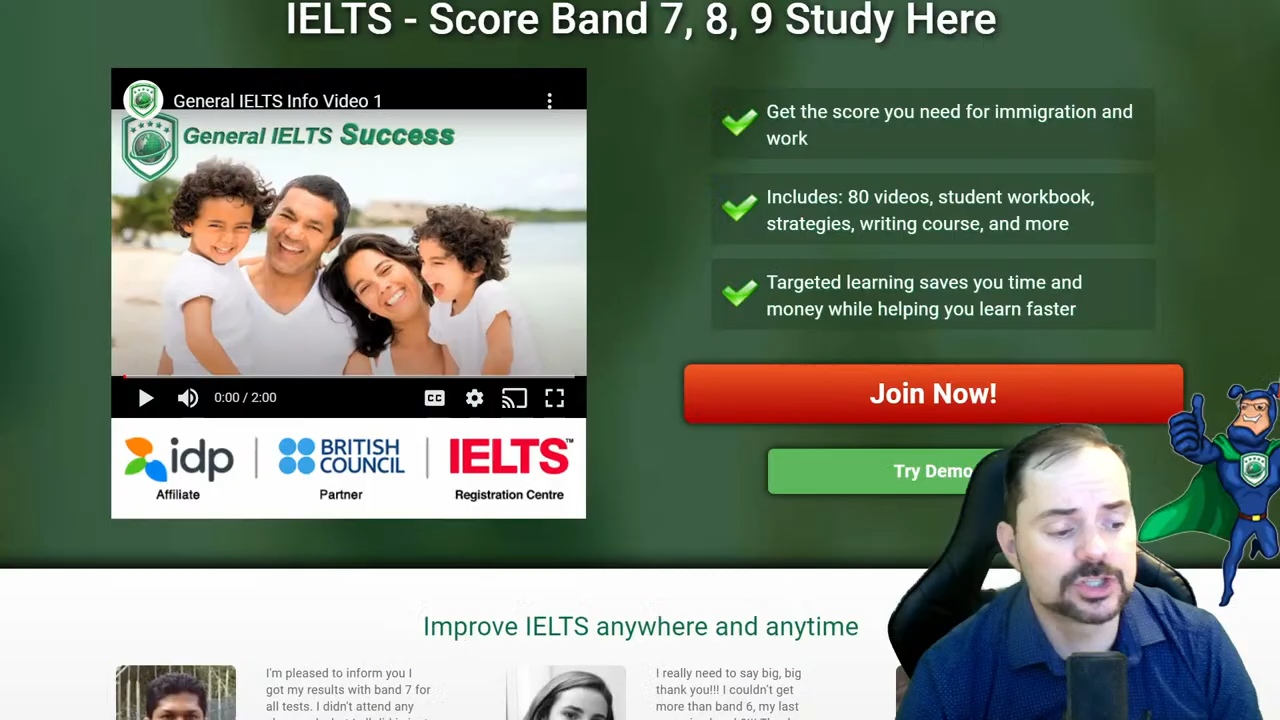 IELTS - Score Band 7, 8, 9 Study Here
General IELTS Info Video 1
General IELTS Success
0:00 / 2:00
CC
idp
Affiliate
BRITISH
COUNCIL
Partner
IELTS™
Registration Centre
Get the score you need for immigration and
work
Includes: 80 videos, student workbook,
strategies, writing course, and more
Targeted learning saves you time and
money while helping you learn faster
Join Now!
Try Demo
Improve IELTS anywhere and anytime
I'm pleased to inform you I
got my results with band 7 for
all tests. I didn't attend any
I really need to say big, big
thank you!!! I couldn't get
more than band 6, my last